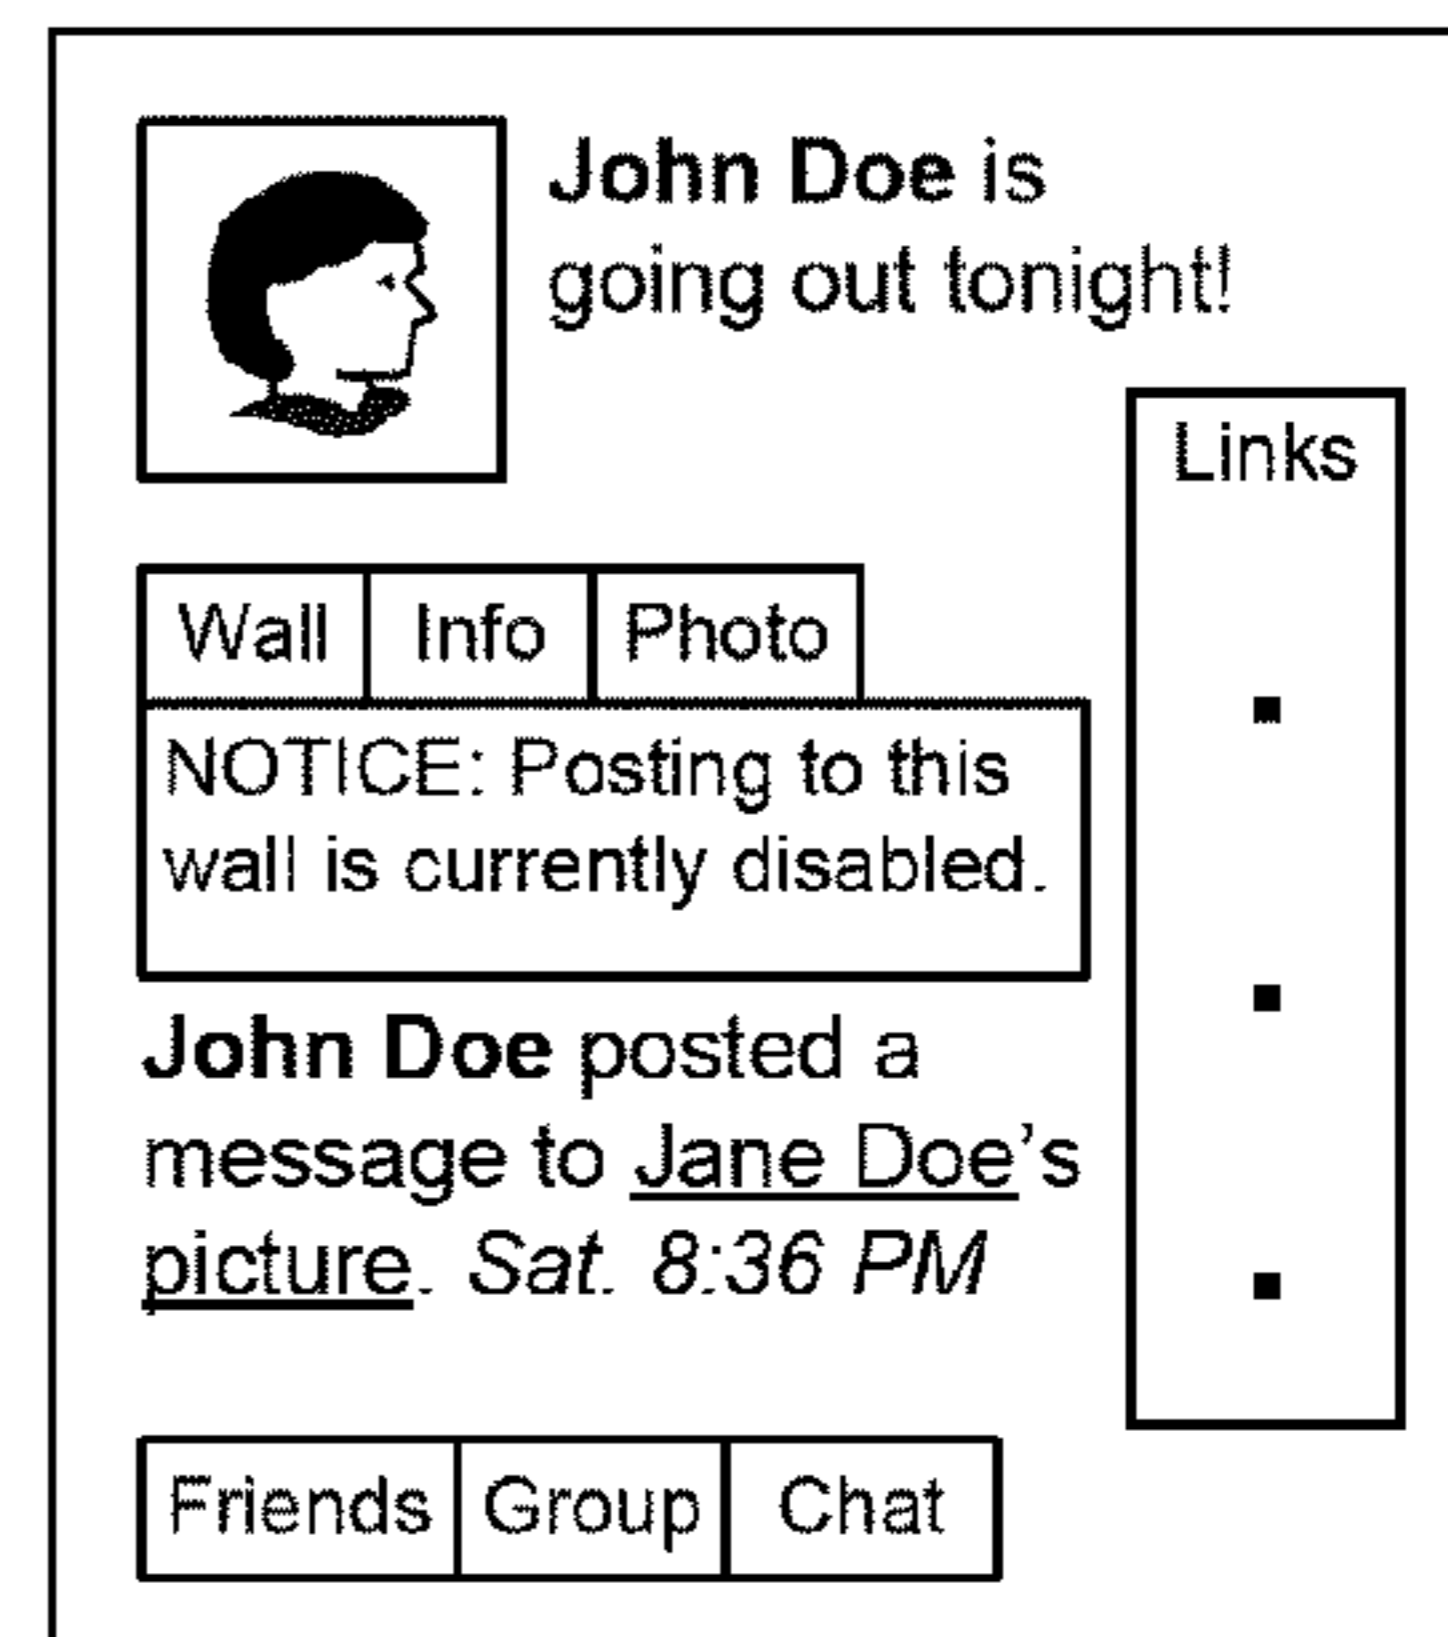 John Doe is
going out tonight!
Links
Wall Info Photo
NOTICE: Posting to this
wall is currently disabled.
John Doe posted a
message to Jane Doe’s
picture. Sat. 8:36 PM
Friends Group Chat